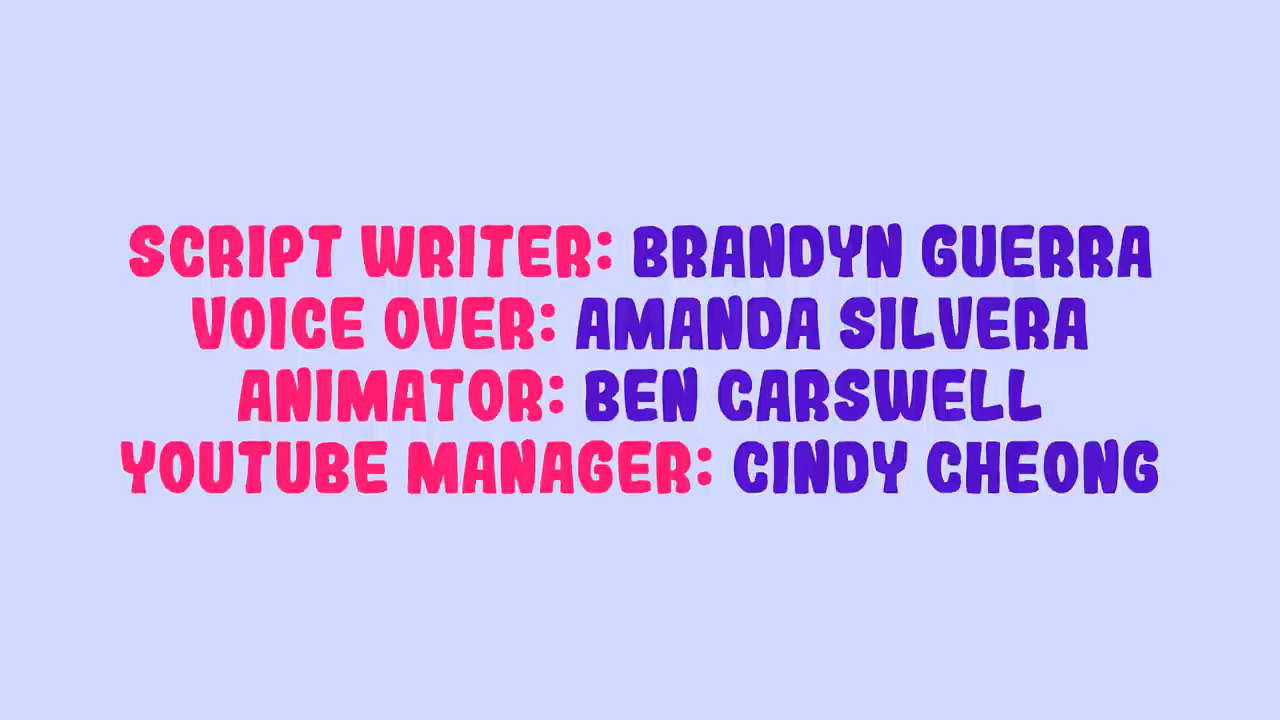 SCRIPT WRITER: BRANDYN GUERRA
VOICE OVER: AMANDA SILVERA
ANIMATOR: BEN CARSWELL
YOUTUBE MANAGER: CINDY CHEONG